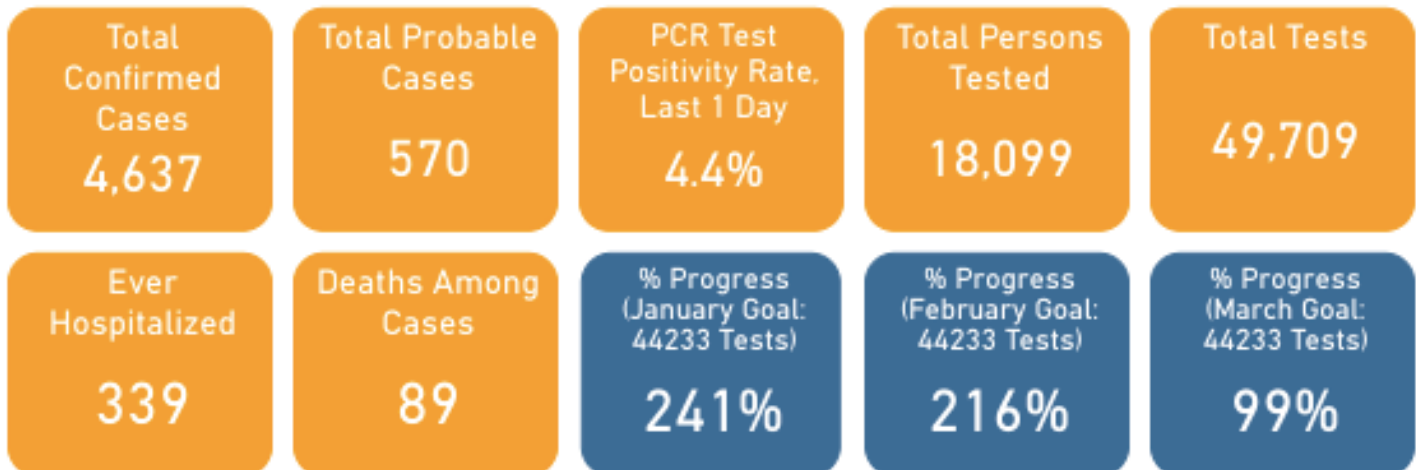 Total
Confirmed
Cases
4,637
Total Probable
Cases
570
PCR Test
Positivity Rate,
Last 1 Day
4.4%
Total Persons
Tested
18,099
Total Tests
49,709
Ever
Hospitalized
339
Deaths Among
Cases
89
% Progress
(January Goal:
44233 Tests)
241%
% Progress
(February Goal:
44233 Tests)
216%
% Progress
(March Goal:
44233 Tests)
99%